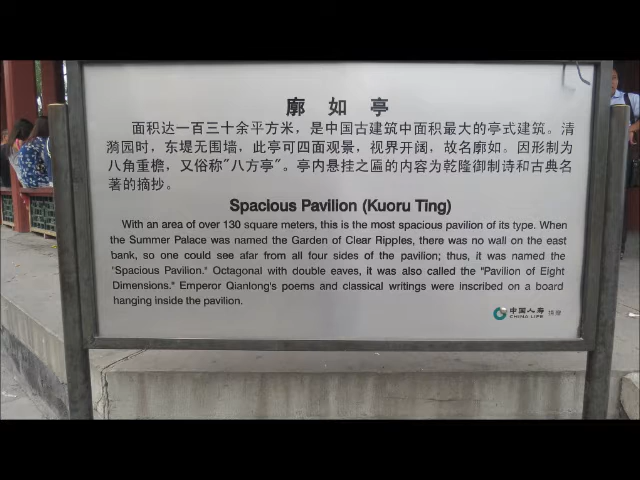 廓如亭
面积达一百三十余平方米，是中国古建筑中面积最大的亭式建筑。清
漪园时，东堤无围墙，此亭可四面观景，视界开阔，故名廓如。因形制为
八角重檐，又俗称"八方亭"。亭内悬挂之匾的内容为乾隆御制诗和古典名
著的摘抄。
Spacious Pavilion (Kuoru Ting)
With an area of over 130 square meters, this is the most spacious pavilion of its type. When
the Summer Palace was named the Garden of Clear Ripples, there was no wall on the east
bank, so one could see afar from all four sides of the pavilion; thus, it was named the
"Spacious Pavilion." Octagonal with double eaves, it was also called the "Pavilion of Eight
Dimensions." Emperor Qianlong's poems and classical writings were inscribed on a board
hanging inside the pavilion.
中国人寿
CHINA LIFE